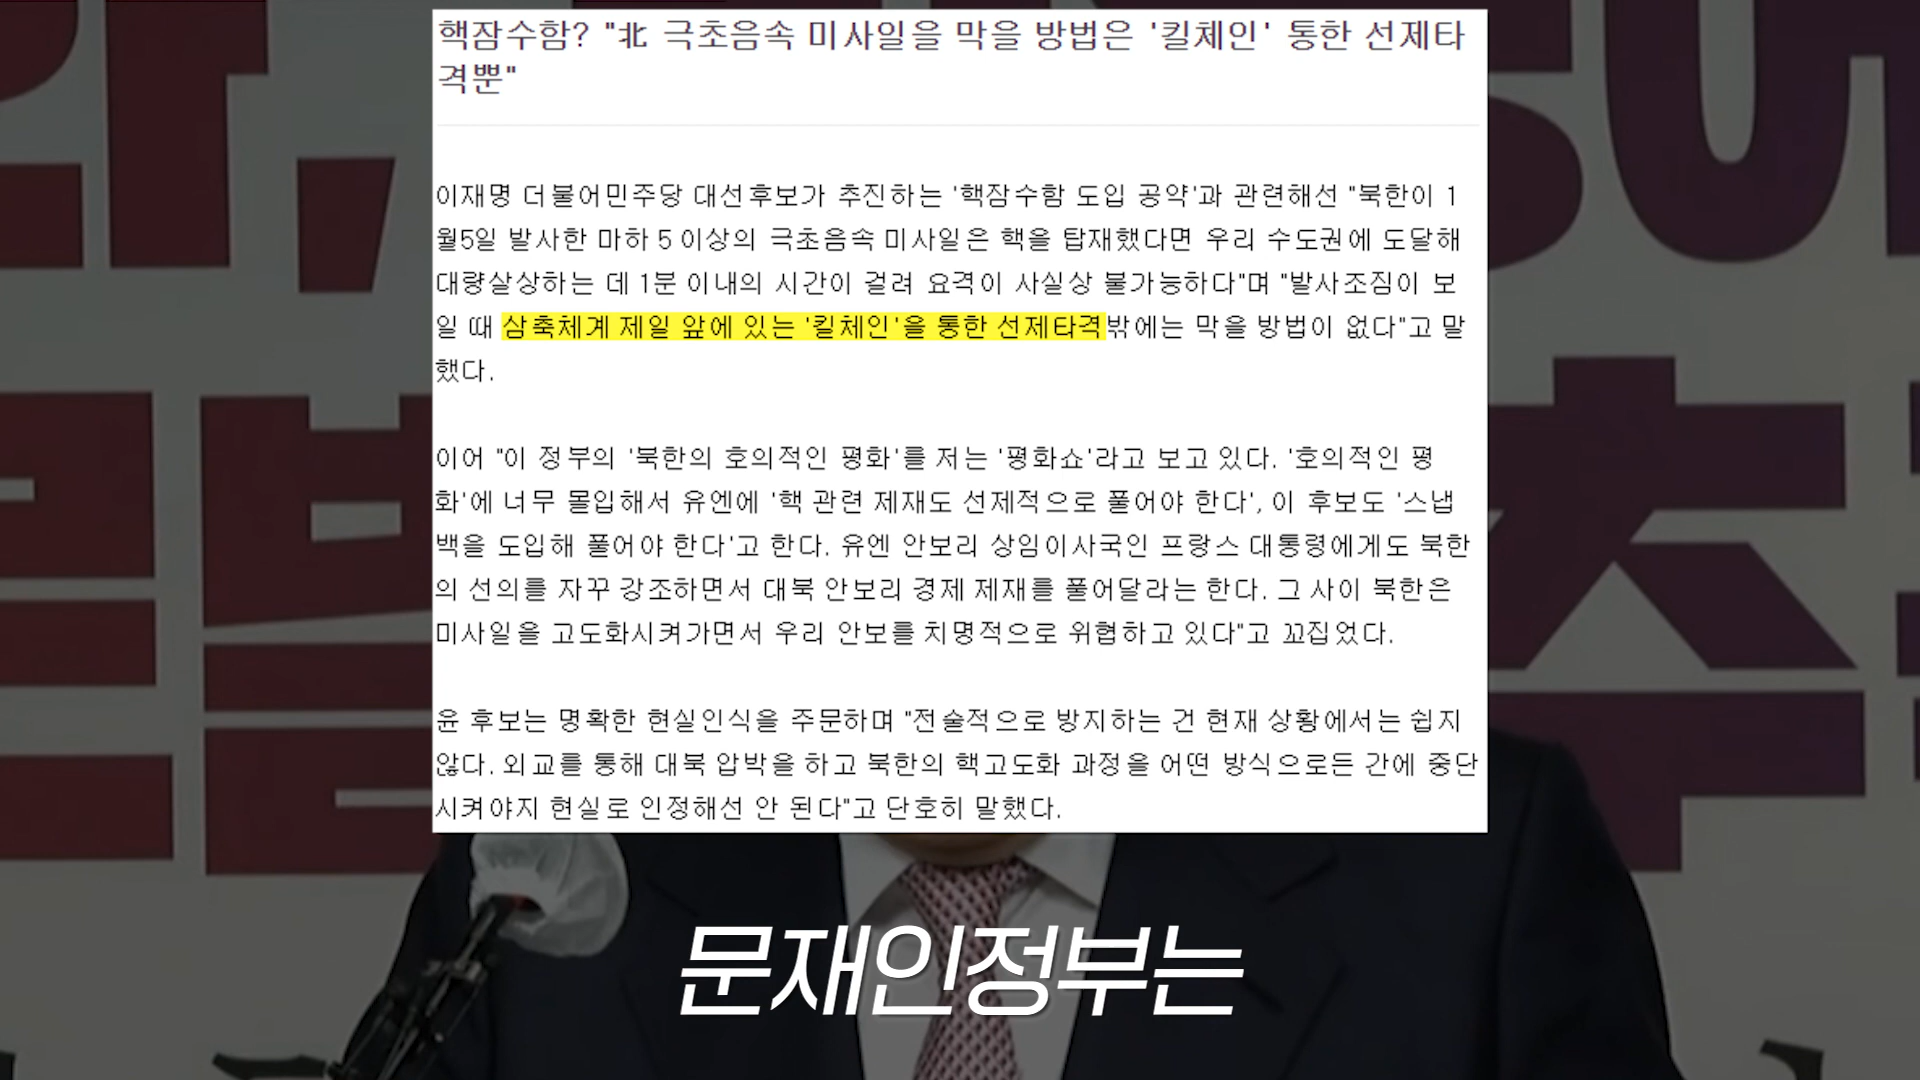 핵잠수함? "北 극초음속 미사일을 막을 방법은 '킬체인' 통한 선제타
격뿐"
이재명 더불어민주당 대선후보가 추진하는 '핵잠수함 도입 공약'과 관련해선 "북한이 1
월5일 발사한 마하 5 이상의 극초음속 미사일은 핵을 탑재했다면 우리 수도권에 도달해
대량살상하는 데 1분 이내의 시간이 걸려 요격이 사실상 불가능하다"며 "발사조짐이 보
일 때 삼축체계 제일 앞에 있는 '킬체인'을 통한 선제타격밖에는 막을 방법이 없다"고 말
했다.
이어 "이 정부의 '북한의 호의적인 평화'를 저는 '평화쇼'라고 보고 있다. '호의적인 평
화'에 너무 몰입해서 유엔에 '핵 관련 제재도 선제적으로 풀어야 한다', 이 후보도 '스냅
백을 도입해 풀어야 한다'고 한다. 유엔 안보리 상임이사국인 프랑스 대통령에게도 북한
의 선의를 자꾸 강조하면서 대북 안보리 경제 제재를 풀어달라는 한다. 그 사이 북한은
미사일을 고도화시켜가면서 우리 안보를 치명적으로 위협하고 있다"고 꼬집었다.
윤 후보는 명확한 현실인식을 주문하며 "전술적으로 방지하는 건 현재 상황에서는 쉽지
않다. 외교를 통해 대북 압박을 하고 북한의 핵고도화 과정을 어떤 방식으로든 간에 중단
시켜야지 현실로 인정해선 안 된다"고 단호히 말했다.
문재인정부는